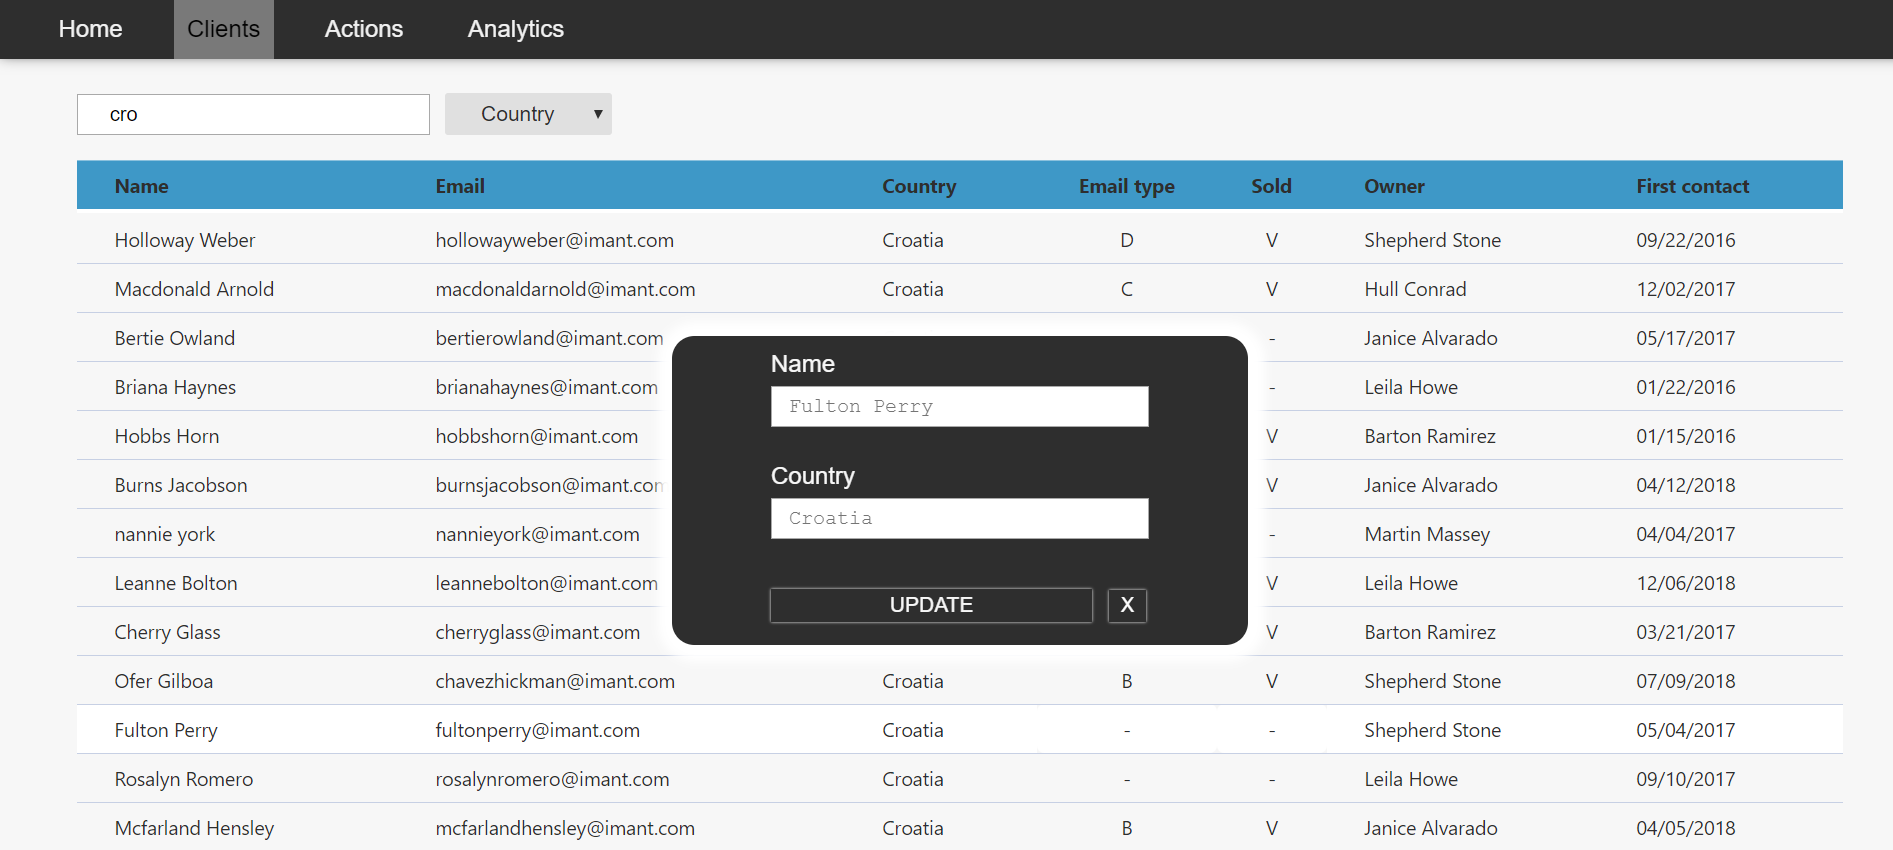 Home Clients Actions Analytics
cro Country ▼
Name Email Country Email type Sold Owner First contact
Holloway Weber hollowayweber@imant.com Croatia D V Shepherd Stone 09/22/2016
Macdonald Arnold macdonaldarnold@imant.com Croatia C V Hull Conrad 12/02/2017
Bertie Owland bertierowland@imant.com - Janice Alvarado 05/17/2017
Briana Haynes brianahaynes@imant.com - Leila Howe 01/22/2016
Hobbs Horn hobbshorn@imant.com V Barton Ramirez 01/15/2016
Burns Jacobson burnsjacobson@imant.com V Janice Alvarado 04/12/2018
nannie york nannieyork@imant.com - Martin Massey 04/04/2017
Leanne Bolton leannebolton@imant.com V Leila Howe 12/06/2018
Cherry Glass cherryglass@imant.com V Barton Ramirez 03/21/2017
Ofer Gilboa chavezhickman@imant.com Croatia B V Shepherd Stone 07/09/2018
Fulton Perry fultonperry@imant.com Croatia - - Shepherd Stone 05/04/2017
Rosalyn Romero rosalynromero@imant.com Croatia - - Leila Howe 09/10/2017
Mcfarland Hensley mcfarlandhensley@imant.com Croatia B V Janice Alvarado 04/05/2018
Name
Fulton Perry
Country
Croatia
UPDATE X